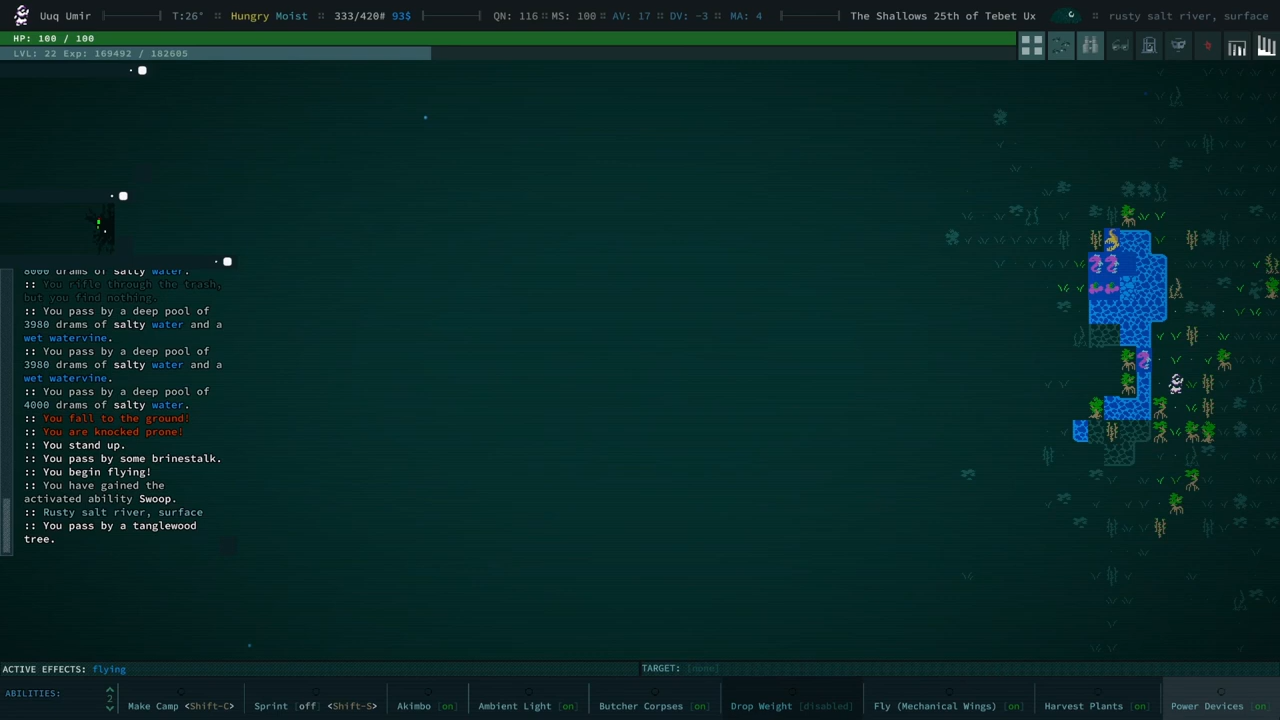 Uuq Umir T:26° Hungry Moist 333/420# 93$ QN: 116 MS: 100 AV: 17 DV: -3 MA: 4 The Shallows 25th of Tebet Ux rusty salt river, surface
HP: 100 / 100
LVL: 22 Exp: 169492 / 182605
8000 drams of salty water.
:: You rifle through the trash,
but you find nothing.
:: You pass by a deep pool of
3980 drams of salty water and a
wet watervine.
:: You pass by a deep pool of
3980 drams of salty water and a
wet watervine.
:: You pass by a deep pool of
4000 drams of salty water.
:: You fall to the ground!
:: You are knocked prone!
:: You stand up.
:: You pass by some brinestalk.
:: You begin flying!
:: You have gained the
activated ability Swoop.
:: Rusty salt river, surface
:: You pass by a tanglewood
tree.
ACTIVE EFFECTS: flying TARGET: [none]
ABILITIES: 2 Make Camp <Shift-C> Sprint [off] <Shift-S> Akimbo [on] Ambient Light [on] Butcher Corpses [on] Drop Weight [disabled] Fly (Mechanical Wings) [on] Harvest Plants [on] Power Devices [on]